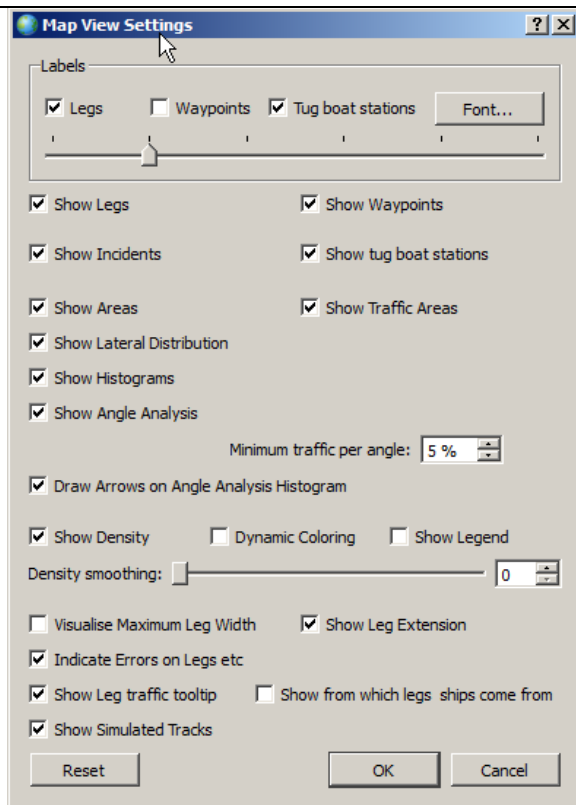 Map View Settings
Labels
Legs Waypoints Tug boat stations Font...
Show Legs Show Waypoints
Show Incidents Show tug boat stations
Show Areas Show Traffic Areas
Show Lateral Distribution
Show Histograms
Show Angle Analysis
Minimum traffic per angle: 5 %
Draw Arrows on Angle Analysis Histogram
Show Density Dynamic Coloring Show Legend
Density smoothing: 0
Visualise Maximum Leg Width Show Leg Extension
Indicate Errors on Legs etc
Show Leg traffic tooltip Show from which legs ships come from
Show Simulated Tracks
Reset OK Cancel